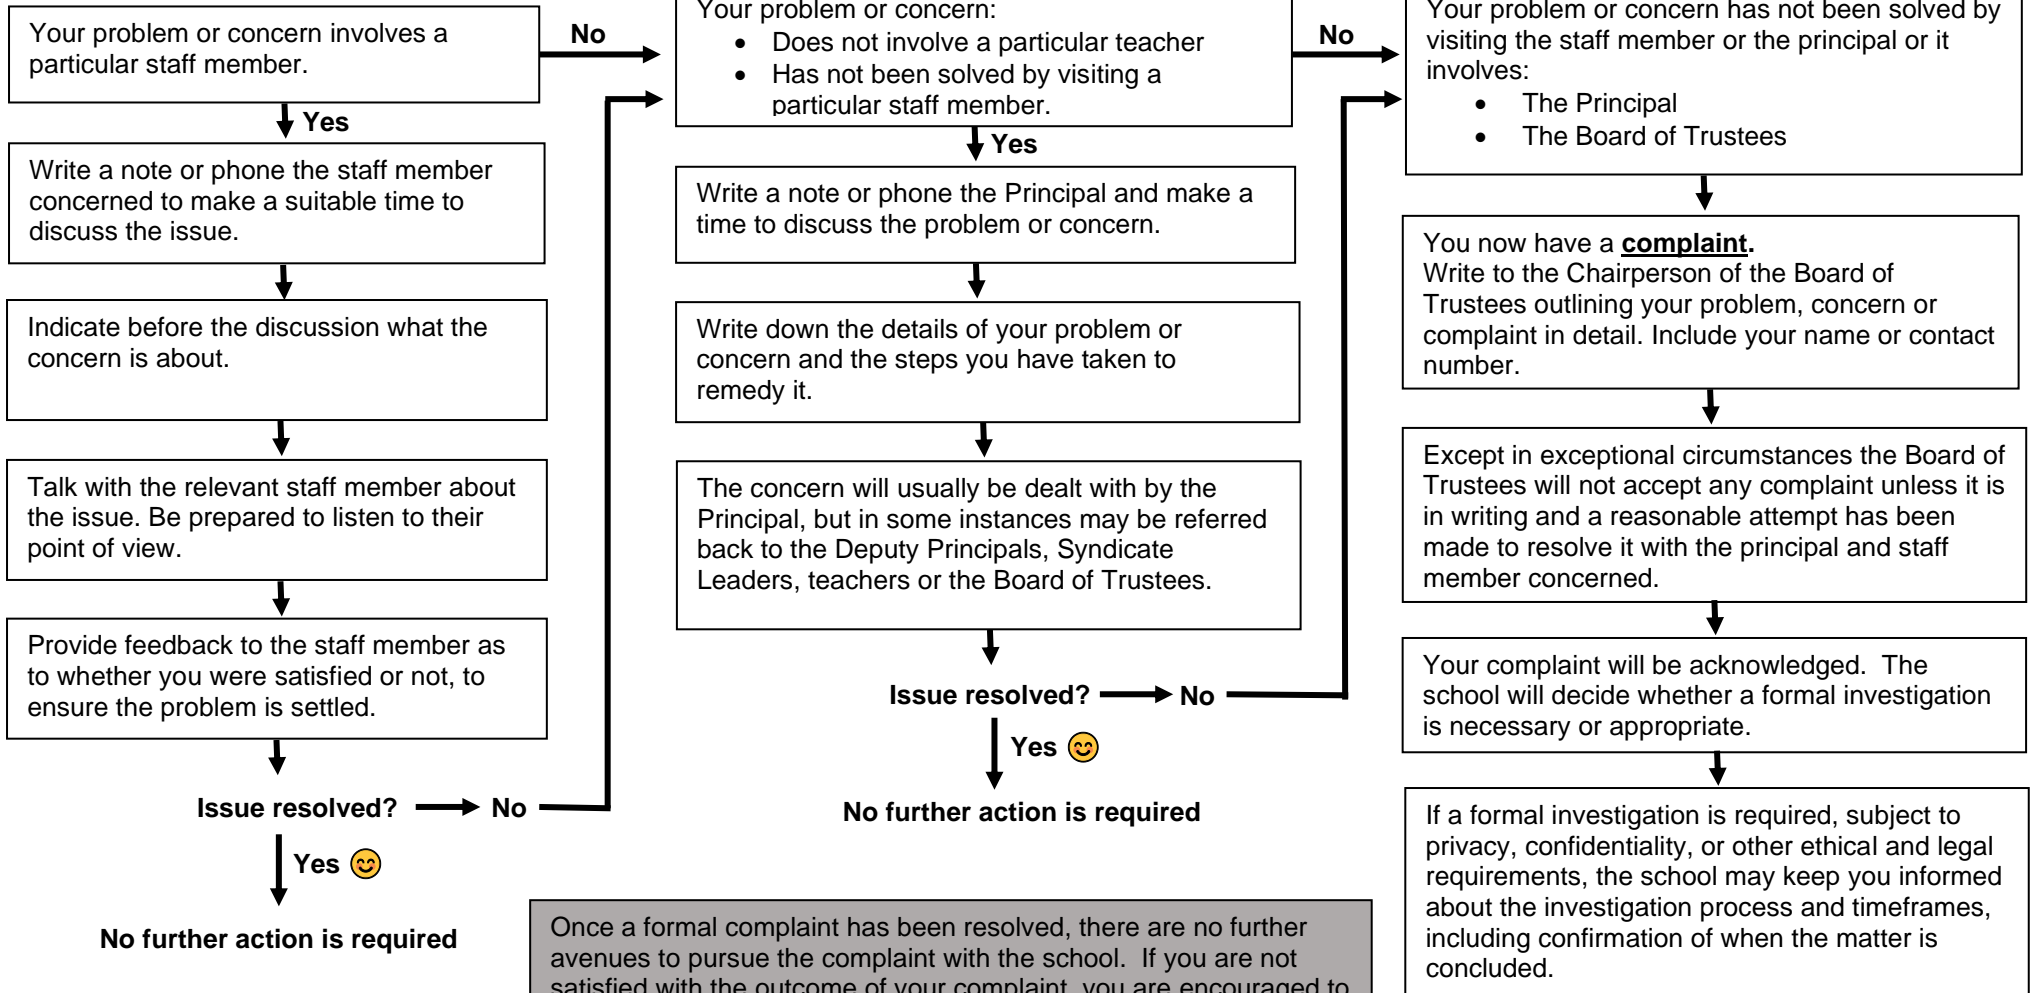 Your problem or concern involves a
particular staff member.
Yes
Write a note or phone the staff member
concerned to make a suitable time to
discuss the issue.
Indicate before the discussion what the
concern is about.
Talk with the relevant staff member about
the issue. Be prepared to listen to their
point of view.
Provide feedback to the staff member as
to whether you were satisfied or not, to
ensure the problem is settled.
Issue resolved? No
Yes 😊
No further action is required
No
Your problem or concern:
• Does not involve a particular teacher
• Has not been solved by visiting a
particular staff member.
Yes
Write a note or phone the Principal and make a
time to discuss the problem or concern.
Write down the details of your problem or
concern and the steps you have taken to
remedy it.
The concern will usually be dealt with by the
Principal, but in some instances may be referred
back to the Deputy Principals, Syndicate
Leaders, teachers or the Board of Trustees.
Issue resolved? No
Yes 😊
No further action is required
No
Your problem or concern has not been solved by
visiting the staff member or the principal or it
involves:
• The Principal
• The Board of Trustees
You now have a complaint.
Write to the Chairperson of the Board of
Trustees outlining your problem, concern or
complaint in detail. Include your name or contact
number.
Except in exceptional circumstances the Board of
Trustees will not accept any complaint unless it is
in writing and a reasonable attempt has been
made to resolve it with the principal and staff
member concerned.
Your complaint will be acknowledged. The
school will decide whether a formal investigation
is necessary or appropriate.
If a formal investigation is required, subject to
privacy, confidentiality, or other ethical and legal
requirements, the school may keep you informed
about the investigation process and timeframes,
including confirmation of when the matter is
concluded.
Once a formal complaint has been resolved, there are no further
avenues to pursue the complaint with the school. If you are not
satisfied with the outcome of your complaint, you are encouraged to